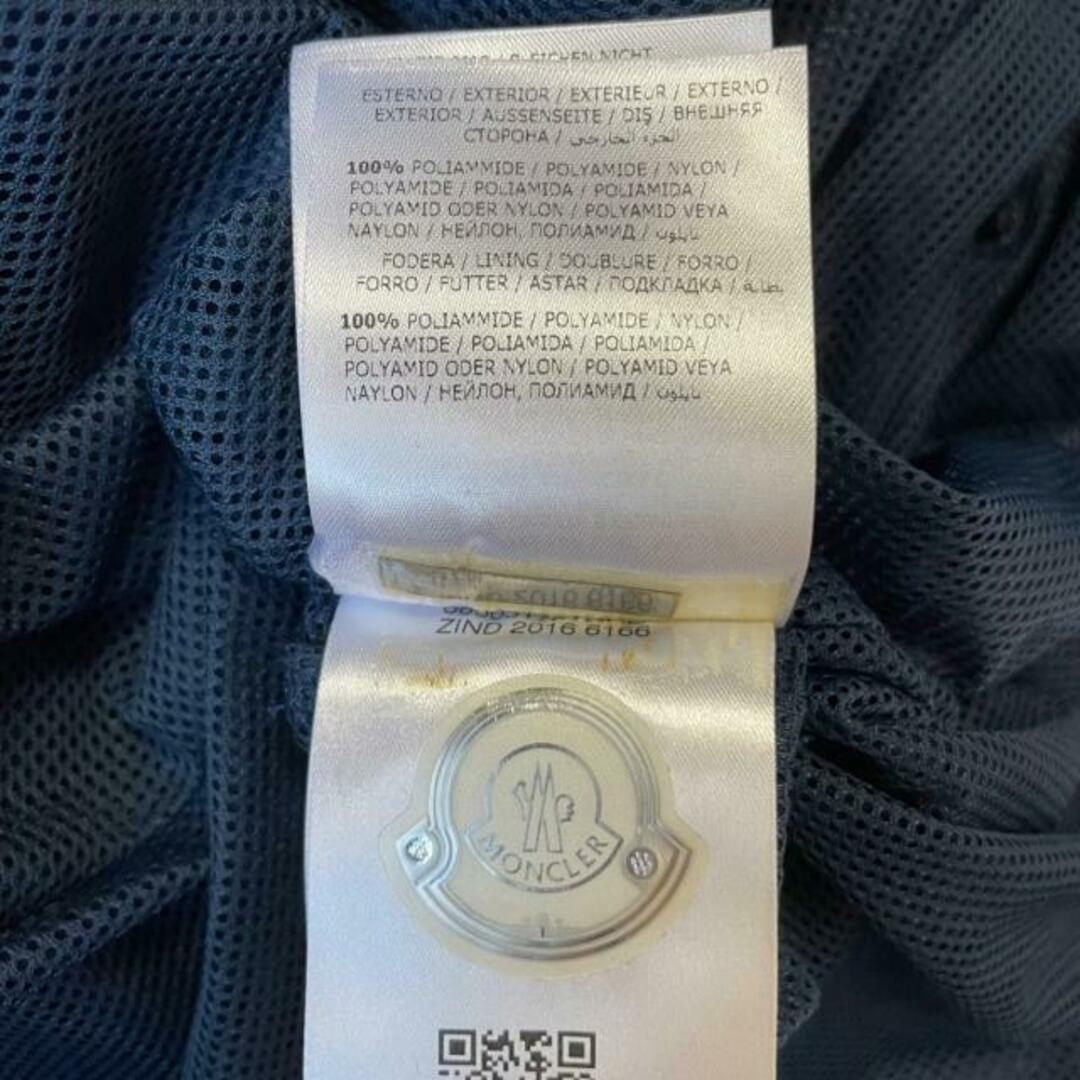 GLEICHEN NICHT
ESTERNO / EXTERIOR / EXTERIEUR / EXTERNO /
EXTERIOR / AUSSENSEITE / DIŞ / ВНЕШНЯЯ
СТОРОНА / الجزء الخارجي
100% POLIAMMIDE / POLYAMIDE / NYLON /
POLYAMIDE / POLIAMIDA / POLIAMIDA /
POLYAMID ODER NYLON / POLYAMID VEYA
NAYLON / НЕЙЛОН, ПОЛИАМИД / نايلون
FODERA / LINING / DOUBLURE / FORRO /
FORRO / FUTTER / ASTAR / ПОДКЛАДКА / بطانة
100% POLIAMMIDE / POLYAMIDE / NYLON /
POLYAMIDE / POLIAMIDA / POLIAMIDA /
POLYAMID ODER NYLON / POLYAMID VEYA
NAYLON / НЕЙЛОН, ПОЛИАМИД / نايلون
ZIND 2016 6166
MONCLER